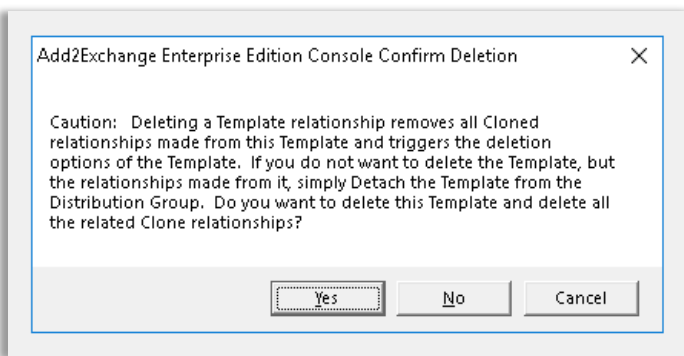 Add2Exchange Enterprise Edition Console Confirm Deletion
Caution: Deleting a Template relationship removes all Cloned
relationships made from this Template and triggers the deletion
options of the Template. If you do not want to delete the Template, but
the relationships made from it, simply Detach the Template from the
Distribution Group. Do you want to delete this Template and delete all
the related Clone relationships?
Yes No Cancel